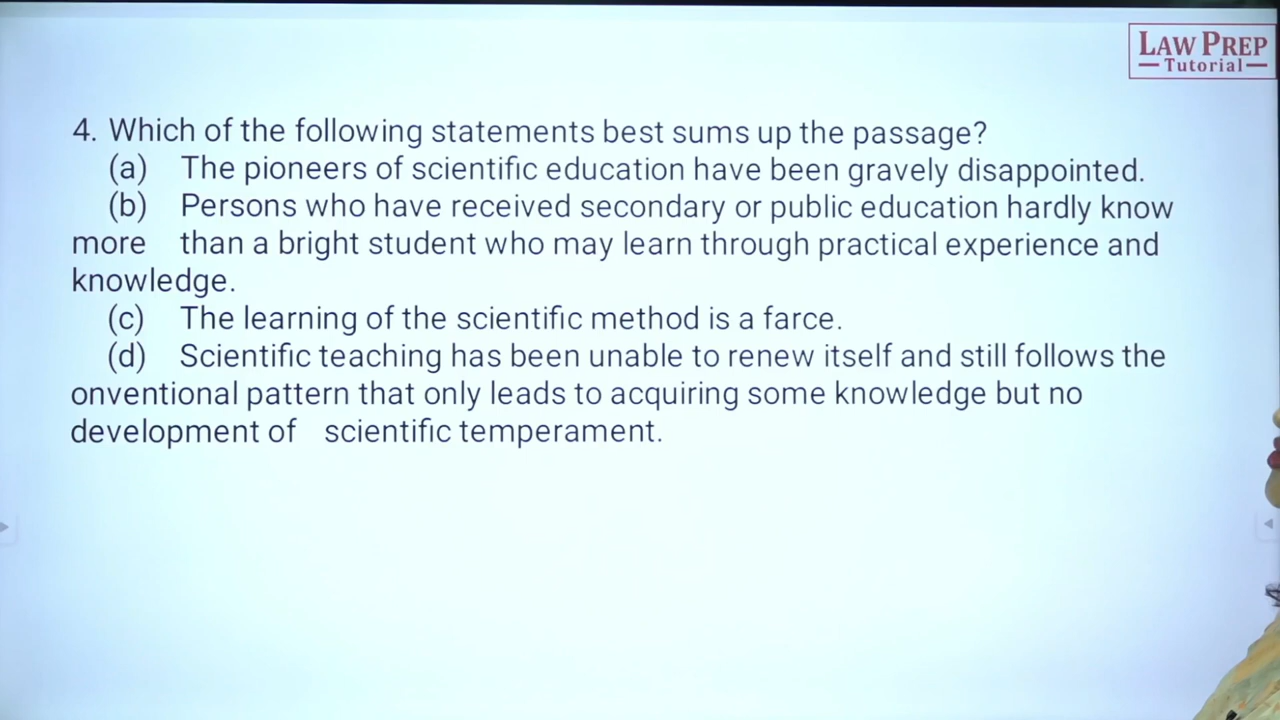 LAW PREP
Tutorial
4. Which of the following statements best sums up the passage?
(a) The pioneers of scientific education have been gravely disappointed.
(b) Persons who have received secondary or public education hardly know
more than a bright student who may learn through practical experience and
knowledge.
(c) The learning of the scientific method is a farce.
(d) Scientific teaching has been unable to renew itself and still follows the
onventional pattern that only leads to acquiring some knowledge but no
development of scientific temperament.